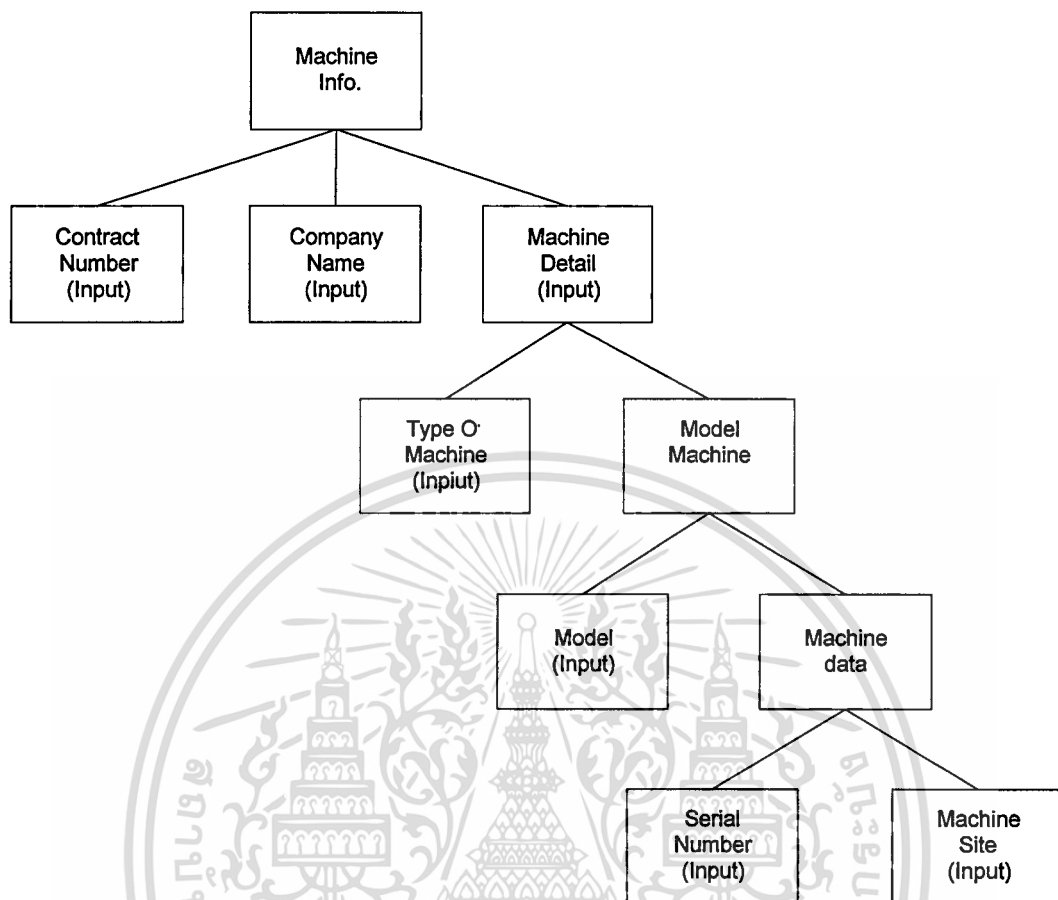 Machine
Info.
Contract
Number
(Input)
Company
Name
(Input)
Machine
Detail
(Input)
Type O
Machine
(Inpiut)
Model
Machine
Model
(Input)
Machine
data
Serial
Number
(Input)
Machine
Site
(Input)